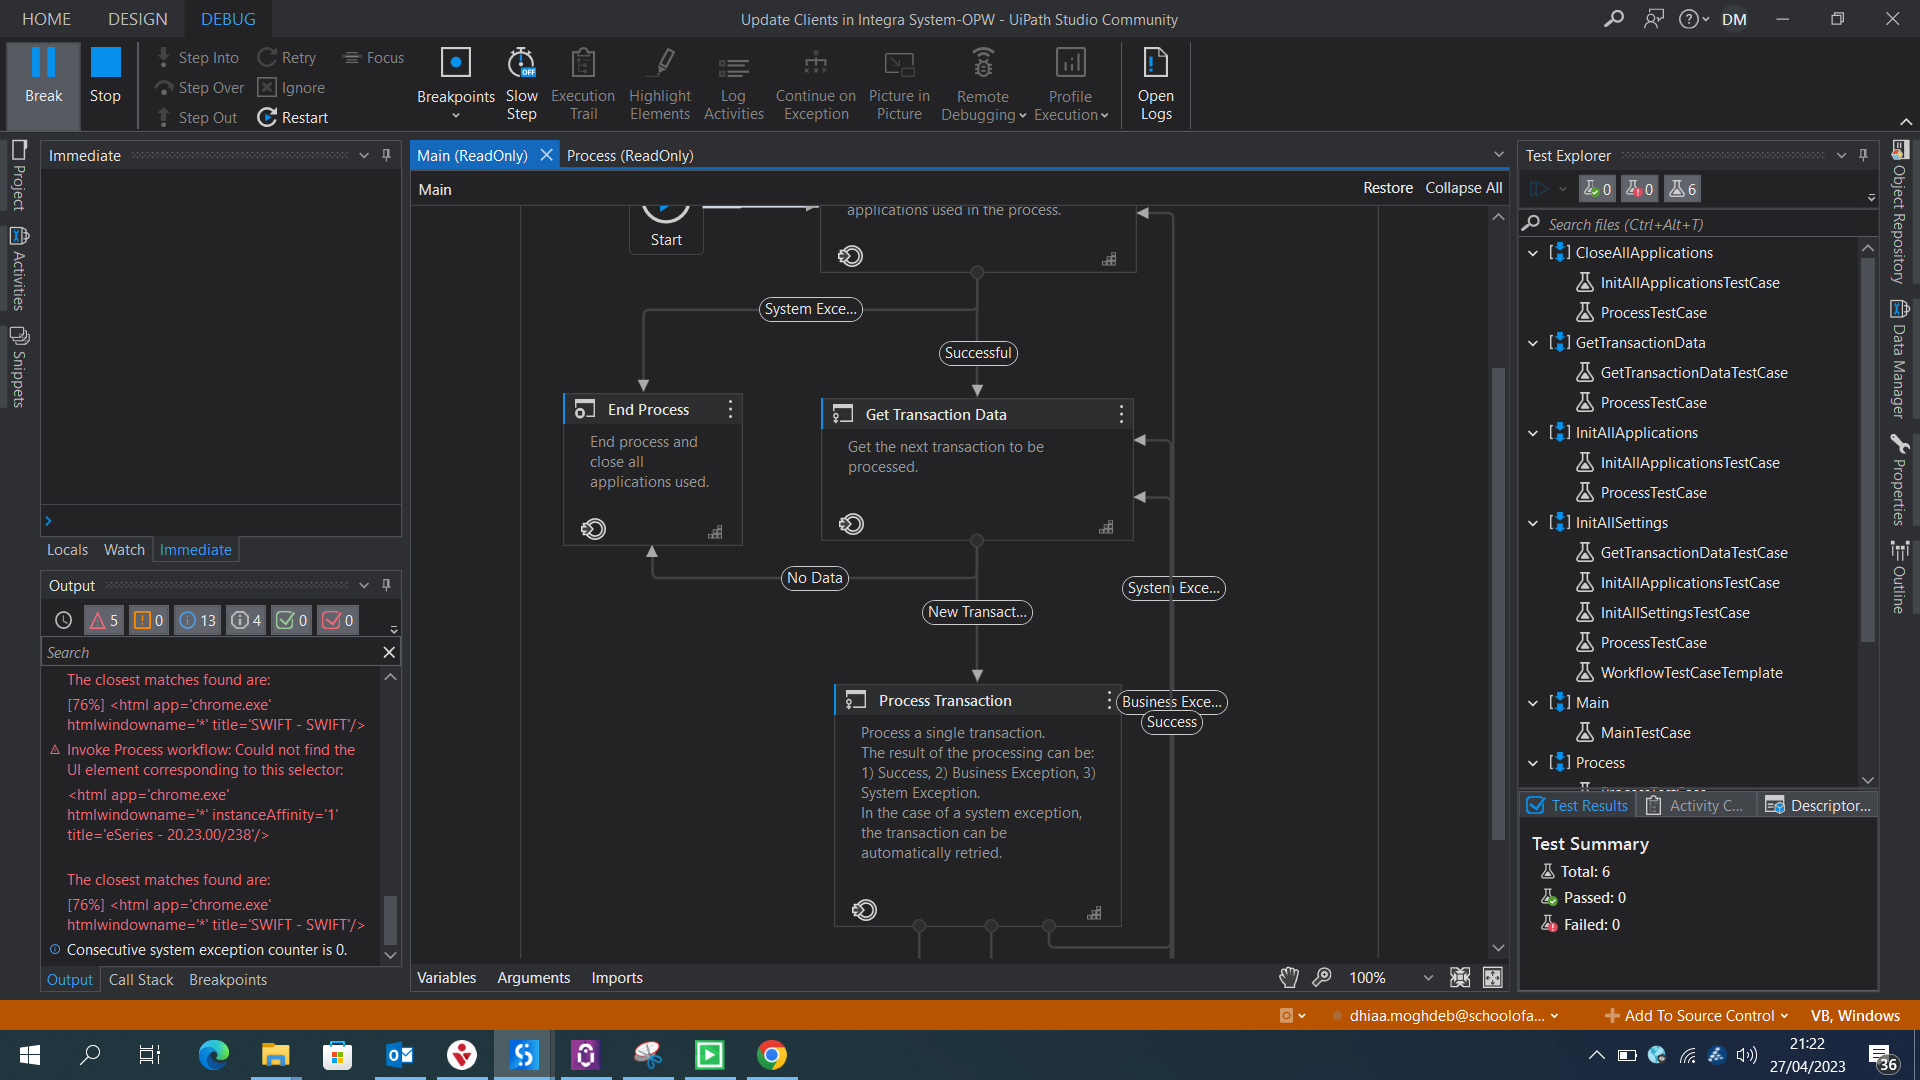 HOME DESIGN DEBUG
Update Clients in Integra System-OPW - UiPath Studio Community
DM
Break
Stop
Step Into
Step Over
Step Out
Retry
Ignore
Restart
Focus
Breakpoints
Slow
Step
OFF
Execution
Trail
Highlight
Elements
Log
Activities
Continue on
Exception
Picture in
Picture
Remote
Debugging
Profile
Execution
Open
Logs
Project
Activities
Snippets
Immediate
Locals Watch Immediate
Output
5 0 13 4 0 0
Search
The closest matches found are:
[76%] <html app='chrome.exe'
htmlwindowname='*' title='SWIFT - SWIFT'/>
Invoke Process workflow: Could not find the
UI element corresponding to this selector:
<html app='chrome.exe'
htmlwindowname='*' instanceAffinity='1'
title='eSeries - 20.23.00/238'/>
The closest matches found are:
[76%] <html app='chrome.exe'
htmlwindowname='*' title='SWIFT - SWIFT'/>
Consecutive system exception counter is 0.
Output Call Stack Breakpoints
Main (ReadOnly) Process (ReadOnly)
Main
Restore Collapse All
Start
applications used in the process.
System Exce...
Successful
End Process
End process and
close all
applications used.
Get Transaction Data
Get the next transaction to be
processed.
No Data
System Exce...
New Transact...
Process Transaction
Business Exce...
Success
Process a single transaction.
The result of the processing can be:
1) Success, 2) Business Exception, 3)
System Exception.
In the case of a system exception,
the transaction can be
automatically retried.
Variables Arguments Imports
100%
Test Explorer
0 0 6
Search files (Ctrl+Alt+T)
CloseAllApplications
InitAllApplicationsTestCase
ProcessTestCase
GetTransactionData
GetTransactionDataTestCase
ProcessTestCase
InitAllApplications
InitAllApplicationsTestCase
ProcessTestCase
InitAllSettings
GetTransactionDataTestCase
InitAllApplicationsTestCase
InitAllSettingsTestCase
ProcessTestCase
WorkflowTestCaseTemplate
Main
MainTestCase
Process
Test Results Activity C... Descriptor...
Test Summary
Total: 6
Passed: 0
Failed: 0
Object Repository
Data Manager
Properties
Outline
dhiaa.moghdeb@schoolofa...
Add To Source Control
VB, Windows
21:22
27/04/2023
36